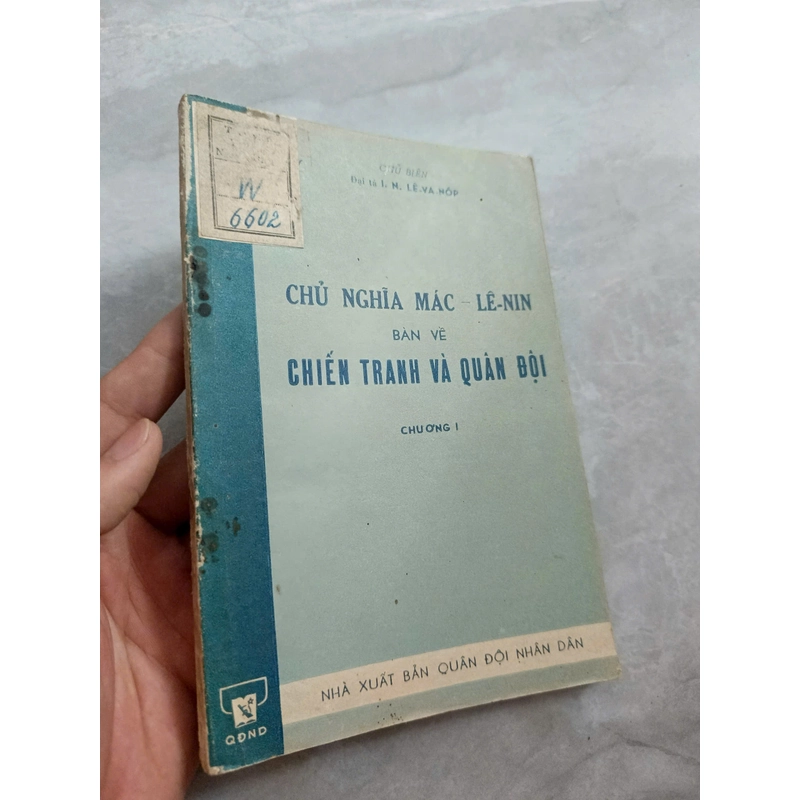 W
6602
CHỦ BIÊN
Đại tá I. N. LÊ-VA-NỐP
CHỦ NGHĨA MÁC - LÊ-NIN
BÀN VỀ
CHIẾN TRANH VÀ QUÂN ĐỘI
CHƯƠNG I
NHÀ XUẤT BẢN QUÂN ĐỘI NHÂN DÂN
QĐND